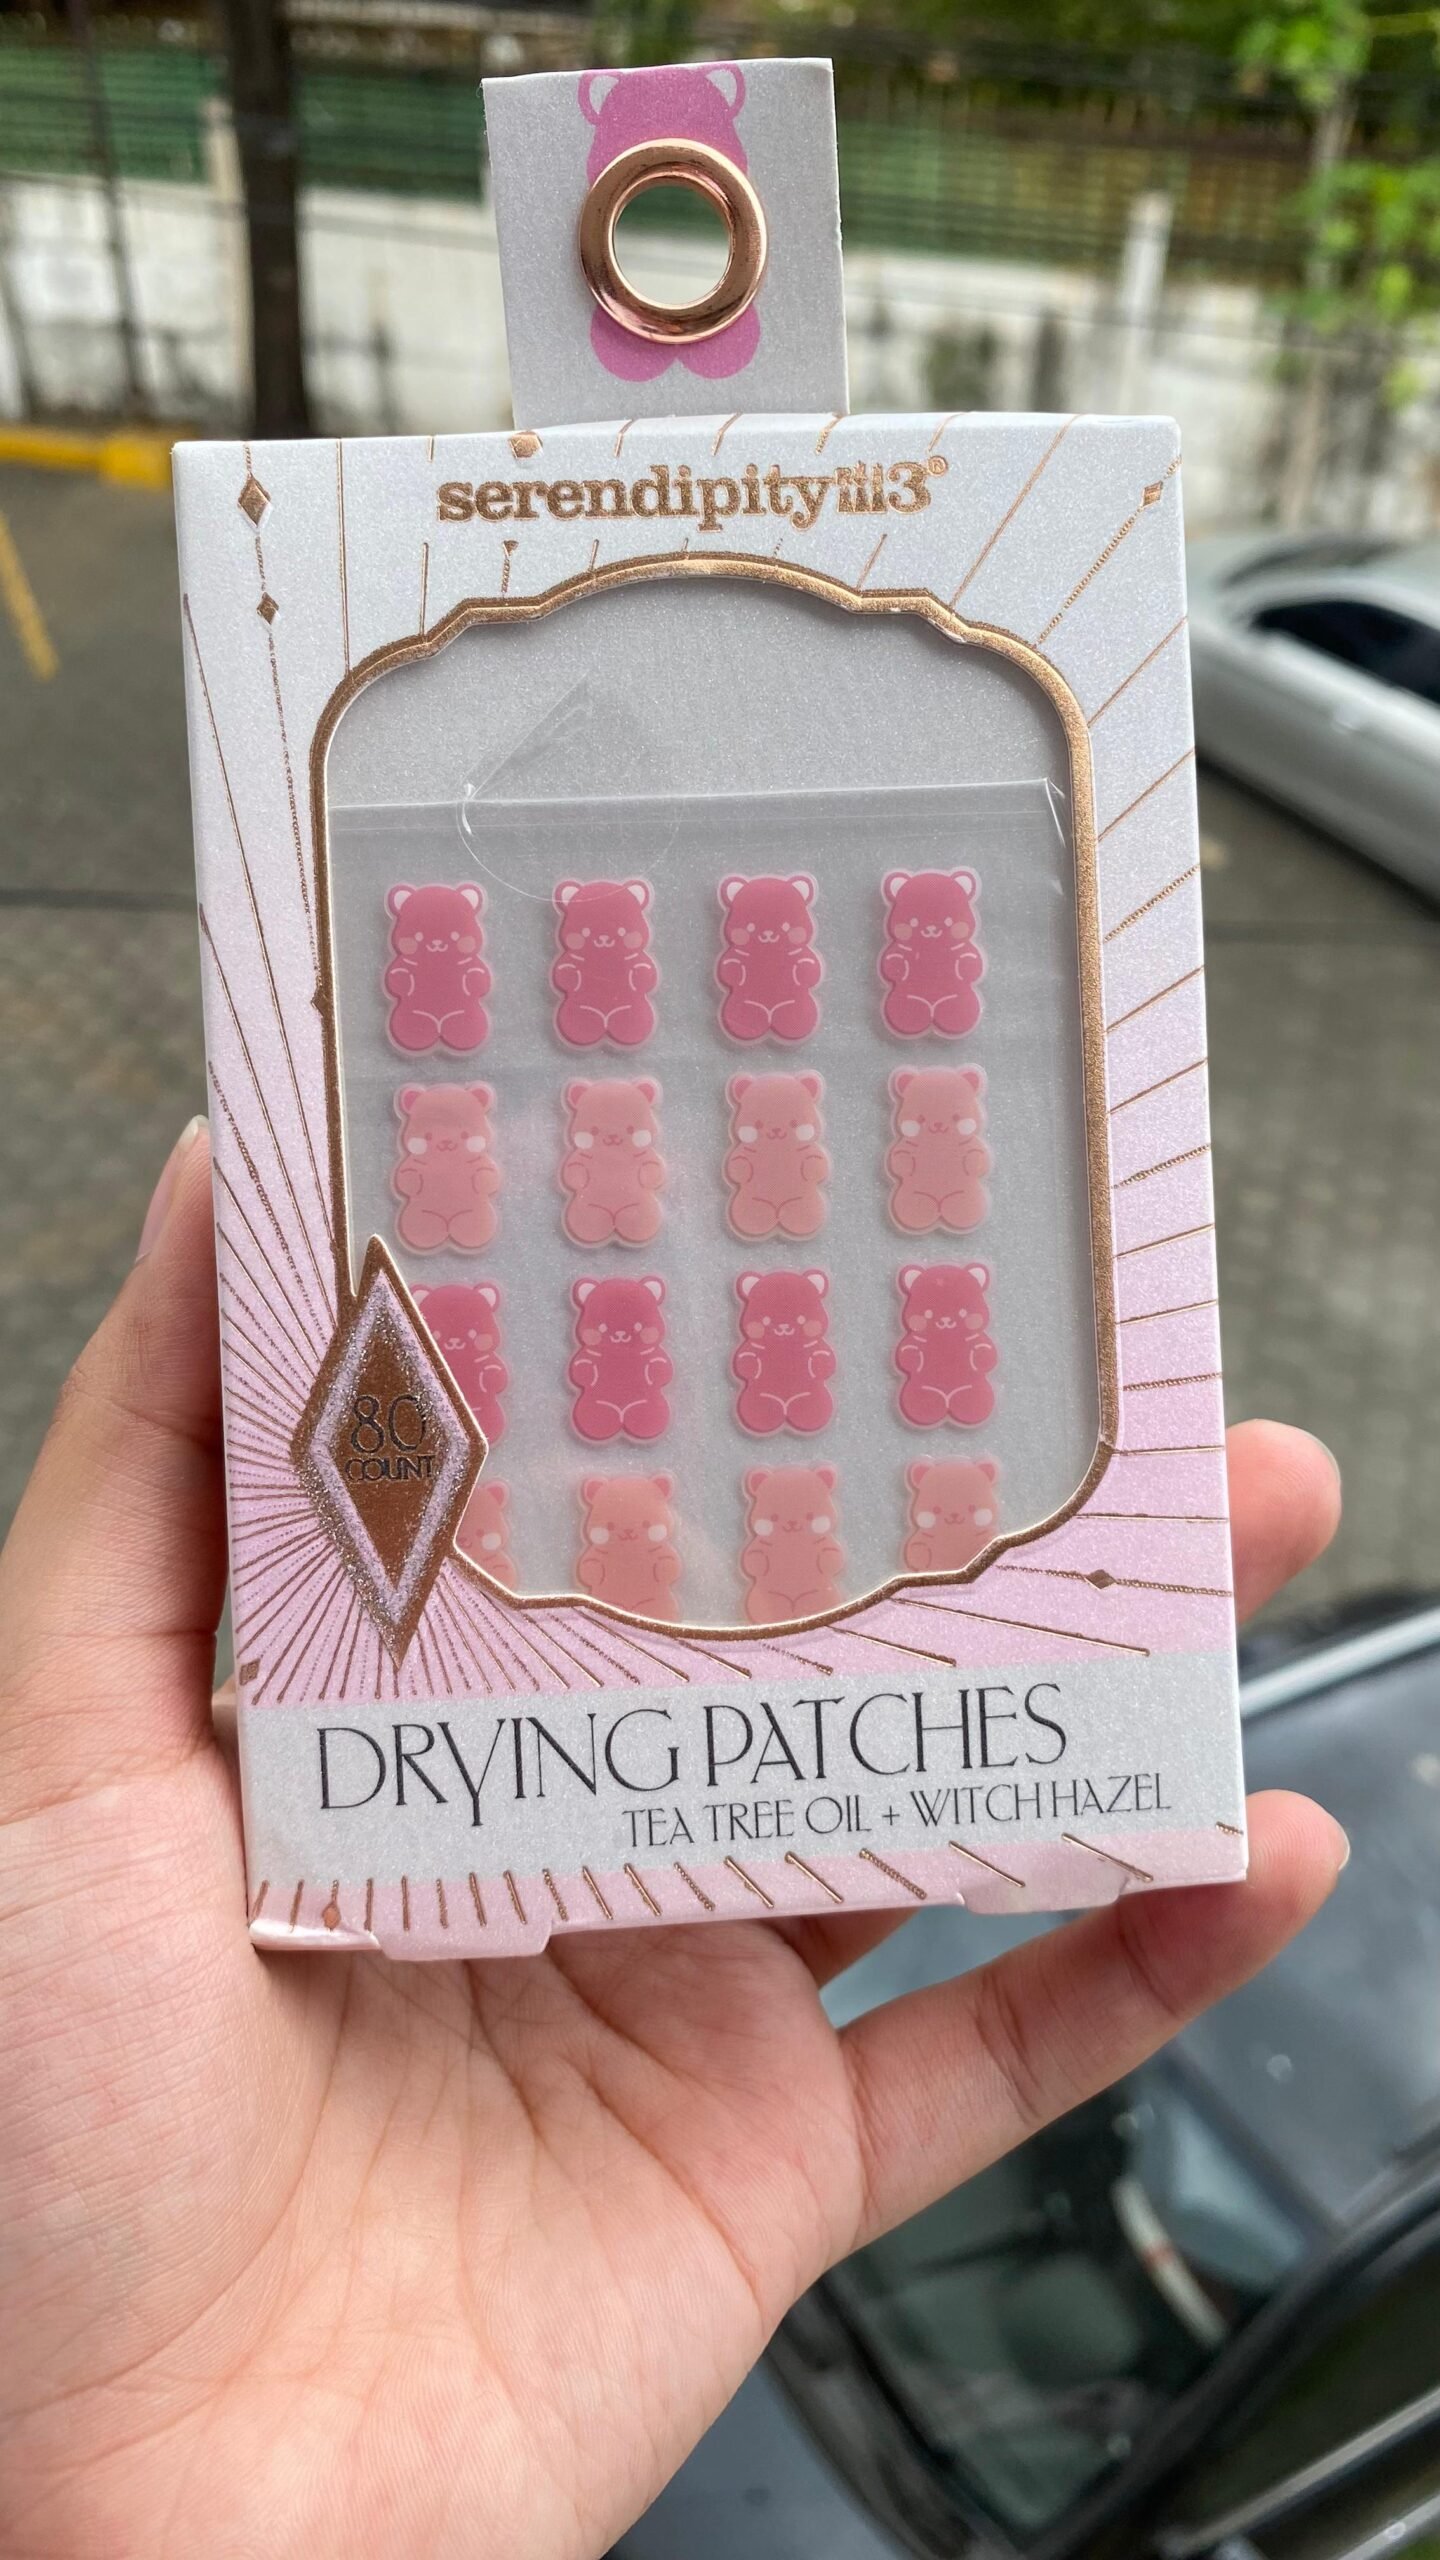 serendipity3®
80
COUNT
DRYING PATCHES
TEA TREE OIL + WITCH HAZEL